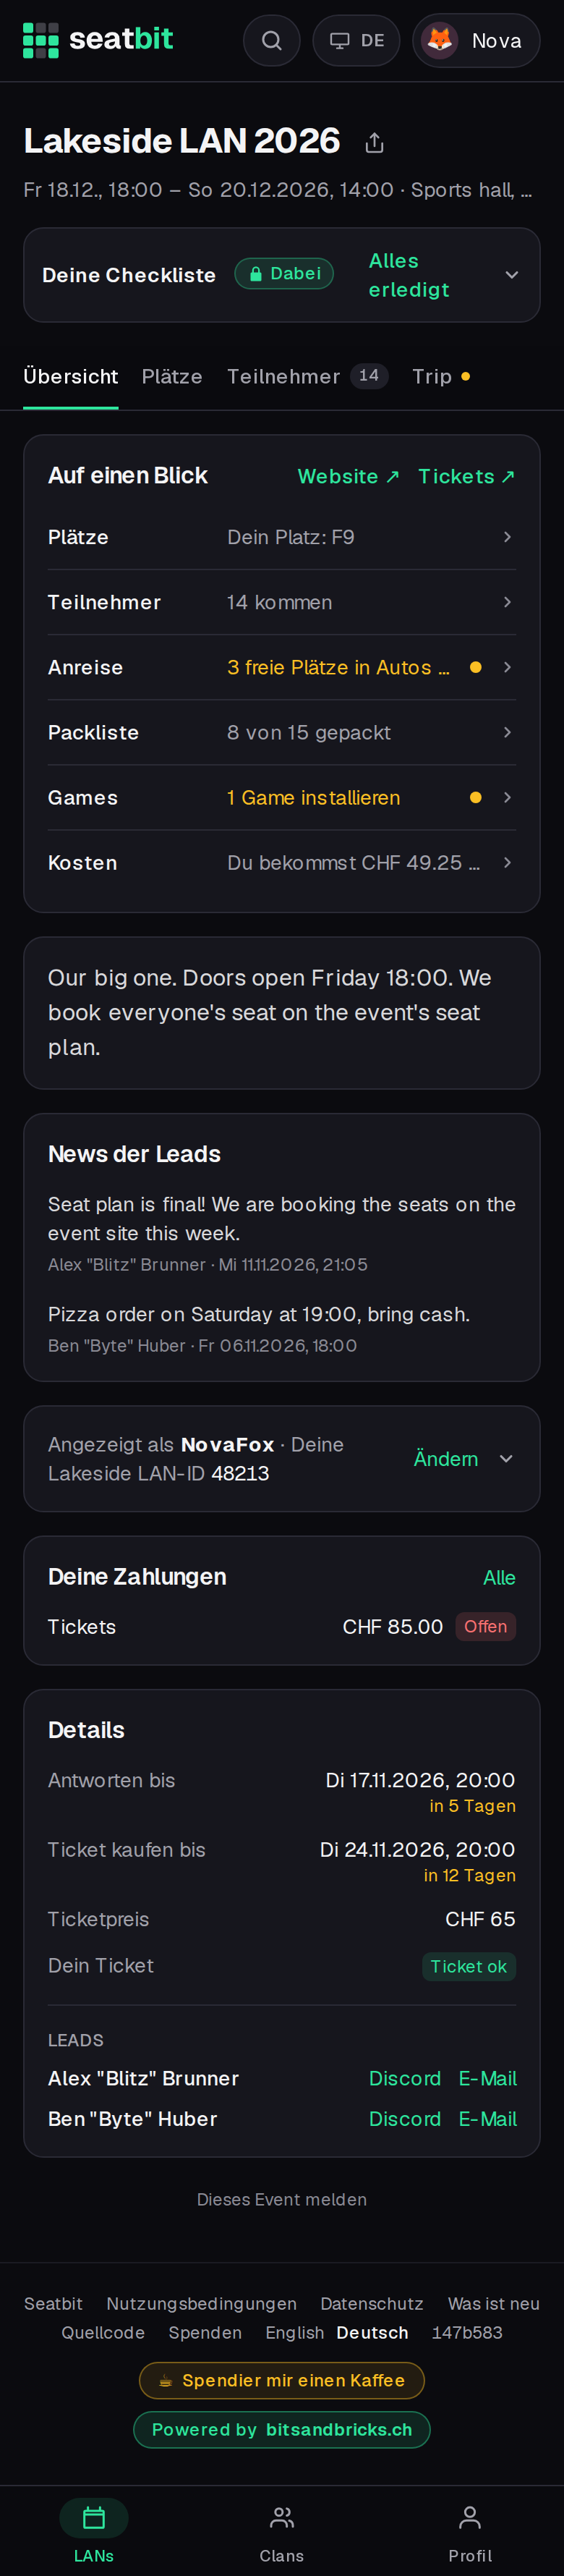 seatbit
DE
Nova
Lakeside LAN 2026
Fr 18.12., 18:00 – So 20.12.2026, 14:00 · Sports hall, ...
Deine Checkliste
Dabei
Alles
erledigt
Übersicht Plätze Teilnehmer 14 Trip
Auf einen Blick Website ↗ Tickets ↗
Plätze Dein Platz: F9
Teilnehmer 14 kommen
Anreise 3 freie Plätze in Autos ...
Packliste 8 von 15 gepackt
Games 1 Game installieren
Kosten Du bekommst CHF 49.25 ...
Our big one. Doors open Friday 18:00. We
book everyone's seat on the event's seat
plan.
News der Leads
Seat plan is final! We are booking the seats on the
event site this week.
Alex "Blitz" Brunner · Mi 11.11.2026, 21:05
Pizza order on Saturday at 19:00, bring cash.
Ben "Byte" Huber · Fr 06.11.2026, 18:00
Angezeigt als NovaFox · Deine
Lakeside LAN-ID 48213
Ändern
Deine Zahlungen Alle
Tickets CHF 85.00 Offen
Details
Antworten bis Di 17.11.2026, 20:00
in 5 Tagen
Ticket kaufen bis Di 24.11.2026, 20:00
in 12 Tagen
Ticketpreis CHF 65
Dein Ticket Ticket ok
LEADS
Alex "Blitz" Brunner Discord E-Mail
Ben "Byte" Huber Discord E-Mail
Dieses Event melden
Seatbit Nutzungsbedingungen Datenschutz Was ist neu
Quellcode Spenden English Deutsch 147b583
Spendier mir einen Kaffee
Powered by bitsandbricks.ch
LANs Clans Profil